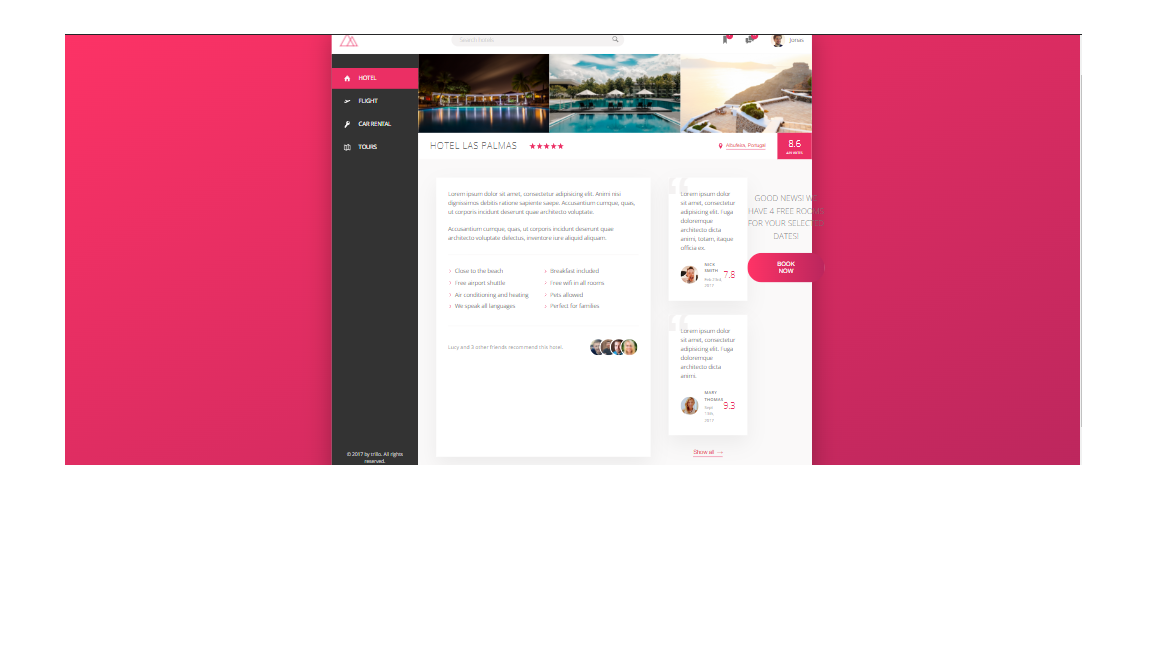 Search hotels
Jonas
HOTEL
FLIGHT
CAR RENTAL
TOURS
HOTEL LAS PALMAS
Albufeira, Portugal
8.6
Lorem ipsum dolor sit amet, consectetur adipisicing elit. Animi nisi
dignissimos debitis ratione sapiente saepe. Accusantium cumque, quas,
ut corporis incidunt deserunt quae architecto voluptate.
Accusantium cumque, quas, ut corporis incidunt deserunt quae
architecto voluptate delectus, inventore iure aliquid aliquam.
Close to the beach
Breakfast included
Free airport shuttle
Free wifi in all rooms
Air conditioning and heating
Pets allowed
We speak all languages
Perfect for families
Lucy and 3 other friends recommend this hotel.
Lorem ipsum dolor
sit amet, consectetur
adipisicing elit. Fuga
doloremque
architecto dicta
animi, totam, itaque
officia ex.
NICK
SMITH
Feb 23rd,
2017
7.8
Lorem ipsum dolor
sit amet, consectetur
adipisicing elit. Fuga
doloremque
architecto dicta
animi.
MARY
THOMAS
Sept
13th,
2017
9.3
Show all →
GOOD NEWS! WE
HAVE 4 FREE ROOMS
FOR YOUR SELECTED
DATES!
BOOK
NOW
© 2017 by trillo. All rights
reserved.